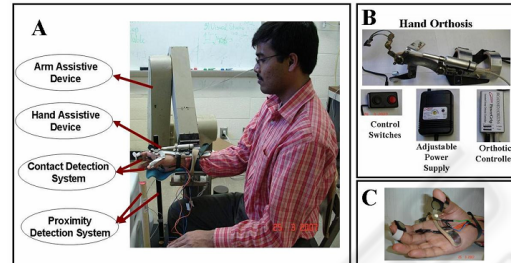 A
Arm Assistive
Device
Hand Assistive
Device
Contact Detection
System
Proximity
Detection System
B
Hand Orthosis
Control
Switches
Adjustable
Power
Supply
Orthotic
Controlle
C